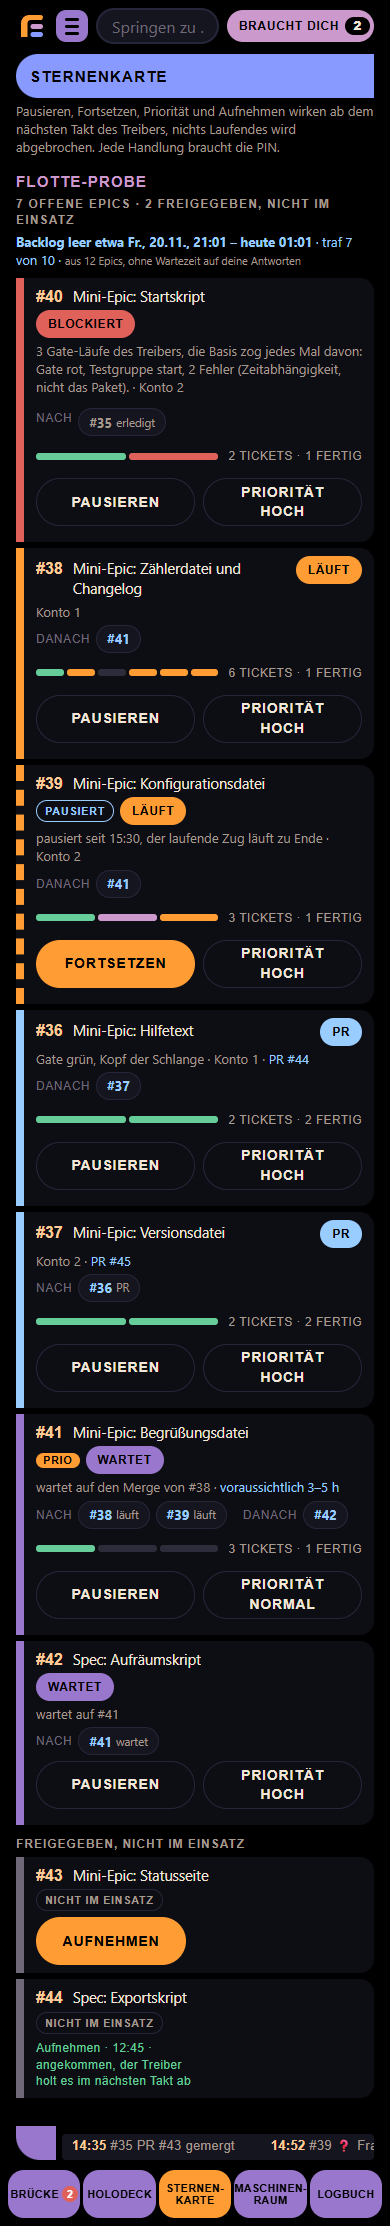 Springen zu .
BRAUCHT DICH 2
STERNENKARTE
Pausieren, Fortsetzen, Priorität und Aufnehmen wirken ab dem
nächsten Takt des Treibers, nichts Laufendes wird
abgebrochen. Jede Handlung braucht die PIN.
FLOTTE-PROBE
7 OFFENE EPICS · 2 FREIGEGEBEN, NICHT IM
EINSATZ
Backlog leer etwa Fr., 20.11., 21:01 – heute 01:01 · traf 7
von 10 · aus 12 Epics, ohne Wartezeit auf deine Antworten
#40 Mini-Epic: Startskript
BLOCKIERT
3 Gate-Läufe des Treibers, die Basis zog jedes Mal davon:
Gate rot, Testgruppe start, 2 Fehler (Zeitabhängigkeit,
nicht das Paket). · Konto 2
NACH #35 erledigt
2 TICKETS · 1 FERTIG
PAUSIEREN
PRIORITÄT
HOCH
#38 Mini-Epic: Zählerdatei und
Changelog
LÄUFT
Konto 1
DANACH #41
6 TICKETS · 1 FERTIG
PAUSIEREN
PRIORITÄT
HOCH
#39 Mini-Epic: Konfigurationsdatei
PAUSIERT LÄUFT
pausiert seit 15:30, der laufende Zug läuft zu Ende ·
Konto 2
DANACH #41
3 TICKETS · 1 FERTIG
FORTSETZEN
PRIORITÄT
HOCH
#36 Mini-Epic: Hilfetext
PR
Gate grün, Kopf der Schlange · Konto 1 · PR #44
DANACH #37
2 TICKETS · 2 FERTIG
PAUSIEREN
PRIORITÄT
HOCH
#37 Mini-Epic: Versionsdatei
PR
Konto 2 · PR #45
NACH #36 PR
2 TICKETS · 2 FERTIG
PAUSIEREN
PRIORITÄT
HOCH
#41 Mini-Epic: Begrüßungsdatei
PRIO WARTET
wartet auf den Merge von #38 · voraussichtlich 3–5 h
NACH #38 läuft #39 läuft DANACH #42
3 TICKETS · 1 FERTIG
PAUSIEREN
PRIORITÄT
NORMAL
#42 Spec: Aufräumskript
WARTET
wartet auf #41
NACH #41 wartet
PAUSIEREN
PRIORITÄT
HOCH
FREIGEGEBEN, NICHT IM EINSATZ
#43 Mini-Epic: Statusseite
NICHT IM EINSATZ
AUFNEHMEN
#44 Spec: Exportskript
NICHT IM EINSATZ
Aufnehmen · 12:45 ·
angekommen, der Treiber
holt es im nächsten Takt ab
14:35 #35 PR #43 gemergt 14:52 #39 ❓ Fra
BRÜCKE 2
HOLODECK
STERNEN-
KARTE
MASCHINEN-
RAUM
LOGBUCH